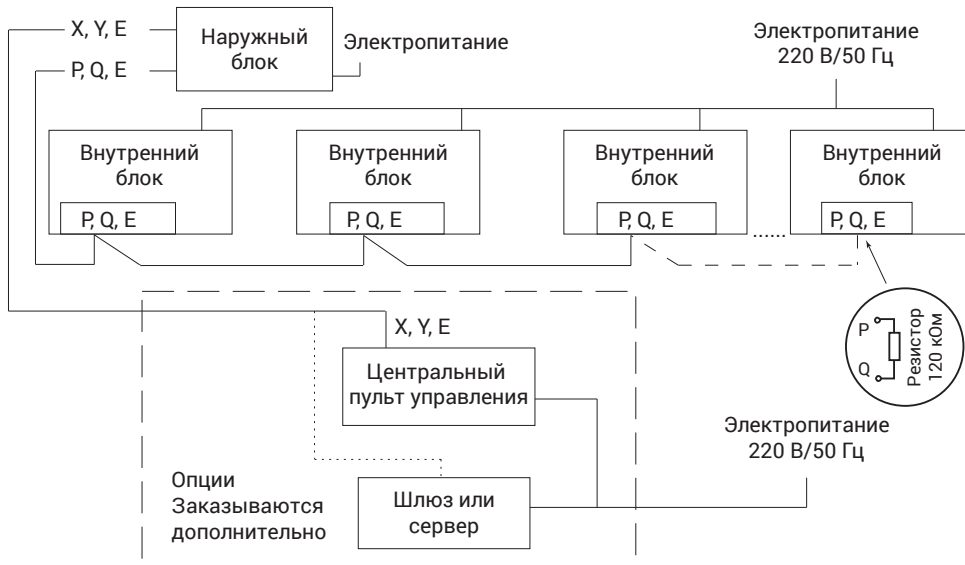 X, Y, E
P, Q, E
Наружный
блок
Электропитание
Электропитание
220 В/50 Гц
Внутренний
блок
P, Q, E
Внутренний
блок
P, Q, E
Внутренний
блок
P, Q, E
Внутренний
блок
P, Q, E
P
Q
Резистор
120 кОм
X, Y, E
Центральный
пульт управления
Электропитание
220 В/50 Гц
Опции
Заказываются
дополнительно
Шлюз или
сервер